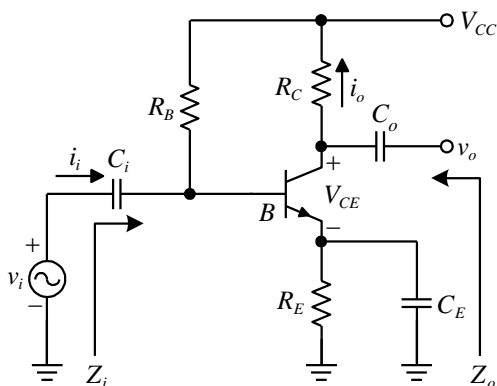 V_CC
R_C
i_o
R_B
C_o
i_i
C_i
v_o
+
B
V_CE
−
+
v_i
−
R_E
C_E
Z_i
Z_o